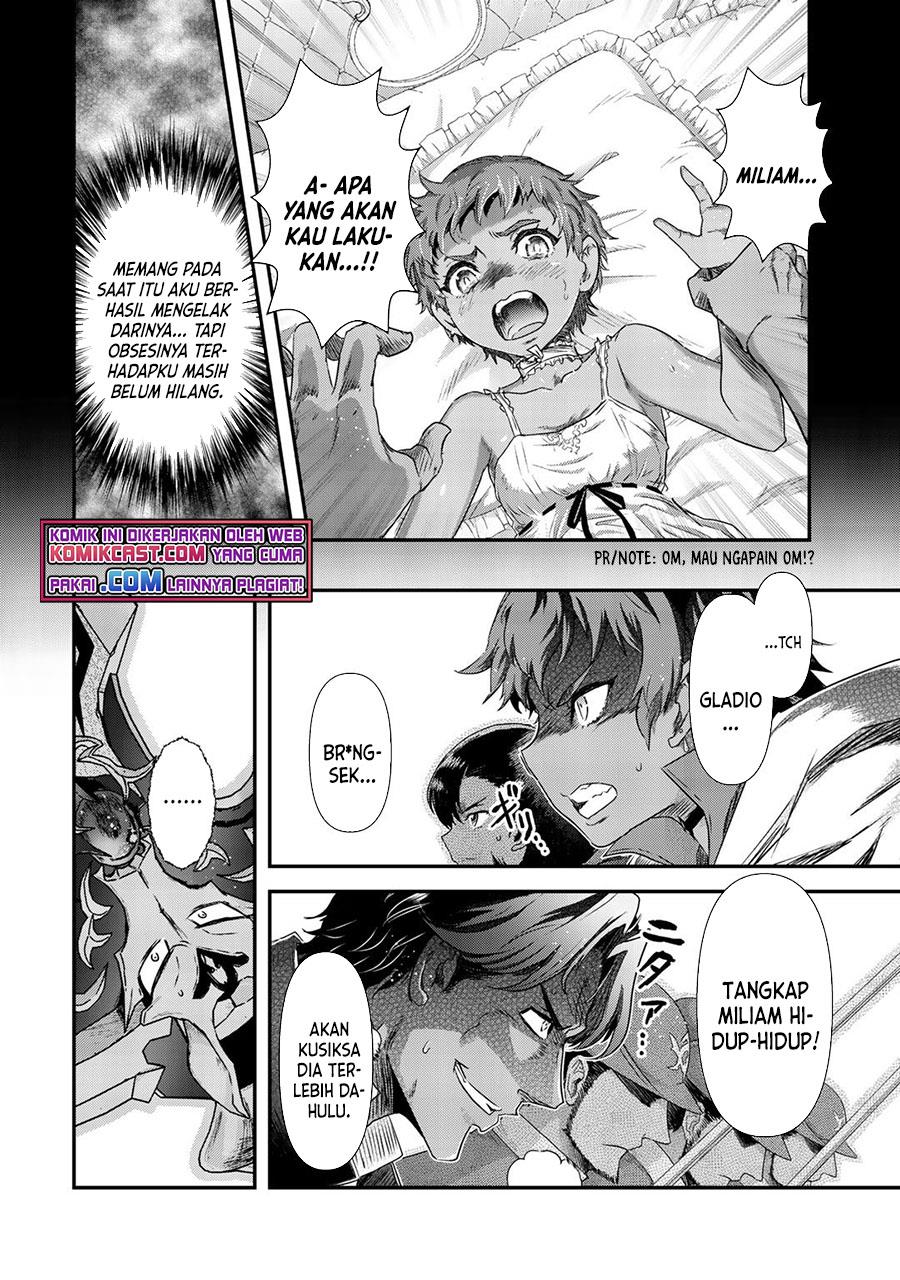 MILIAM...
A- APA
YANG AKAN
KAU LAKU-
KAN....!!
MEMANG PADA
SAAT ITU AKU BER-
HASIL MENGELAK
DARINYA... TAPI
OBSESINYA TER-
HADAPKU MASIH
BELUM HILANG.
KOMIK INI DIKERJAKAN OLEH WEB
KOMIKCAST.COM YANG CUMA
PAKAI .COM LAINNYA PLAGIAT!
PR/NOTE: OM, MAU NGAPAIN OM!?
...TCH
GLADIO
...
BR*NG-
SEK...
ギリ...
......
TANGKAP
MILIAM HI-
DUP-HIDUP!
ニタァ...
AKAN
KUSIKSA
DIA TER-
LEBIH DA-
HULU.